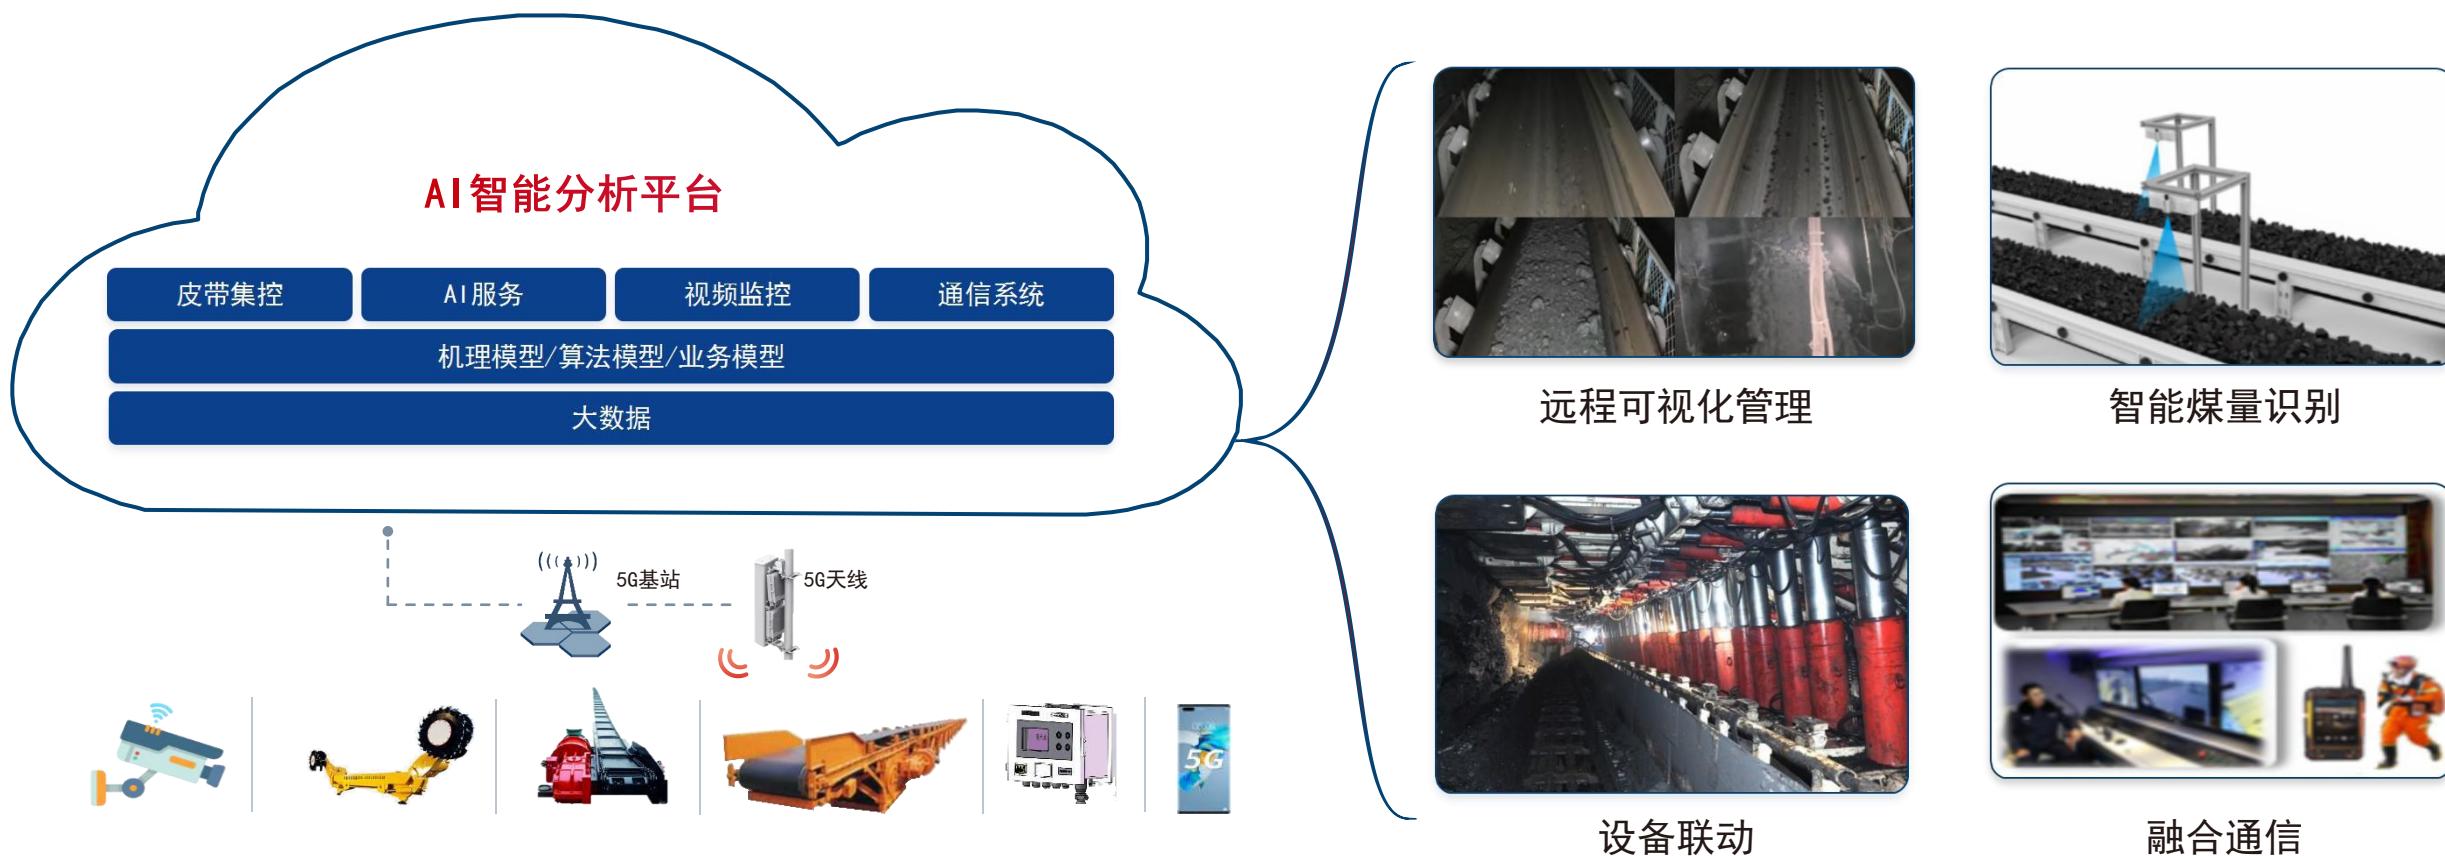 AI智能分析平台
皮带集控
AI服务
视频监控
通信系统
机理模型/算法模型/业务模型
大数据
5G基站
5G天线
5G
远程可视化管理
智能煤量识别
设备联动
融合通信